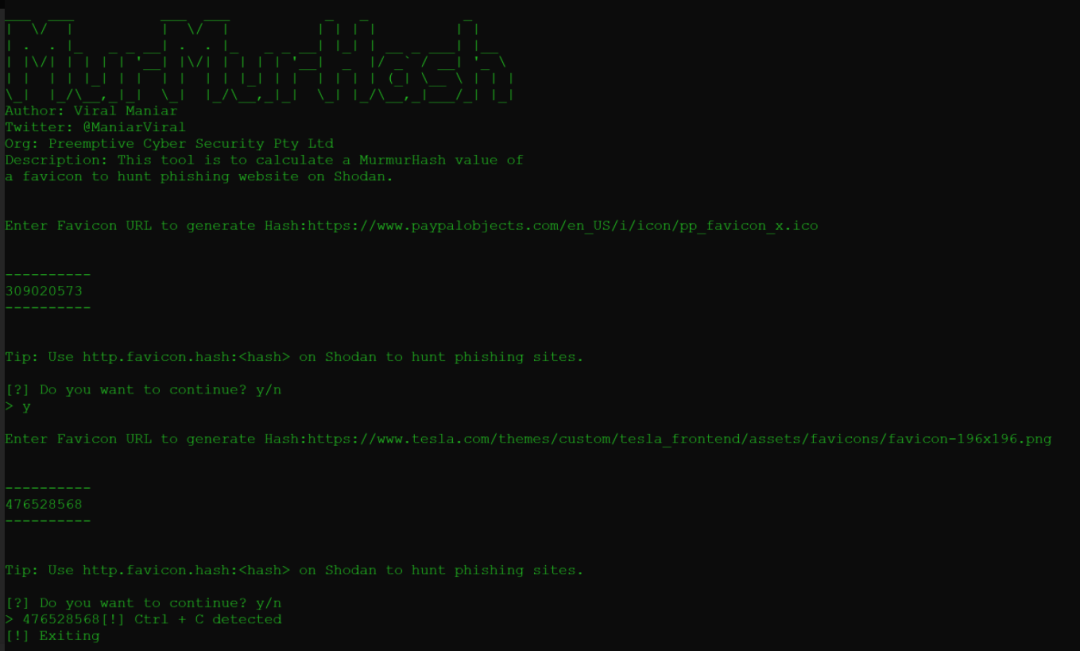 MurMurHash
Author: Viral Maniar
Twitter: @ManiarViral
Org: Preemptive Cyber Security Pty Ltd
Description: This tool is to calculate a MurmurHash value of
a favicon to hunt phishing website on Shodan.
Enter Favicon URL to generate Hash:https://www.paypalobjects.com/en_US/i/icon/pp_favicon_x.ico
----------
309020573
----------
Tip: Use http.favicon.hash:<hash> on Shodan to hunt phishing sites.
[?] Do you want to continue? y/n
> y
Enter Favicon URL to generate Hash:https://www.tesla.com/themes/custom/tesla_frontend/assets/favicons/favicon-196x196.png
----------
476528568
----------
Tip: Use http.favicon.hash:<hash> on Shodan to hunt phishing sites.
[?] Do you want to continue? y/n
> 476528568[!] Ctrl + C detected
[!] Exiting